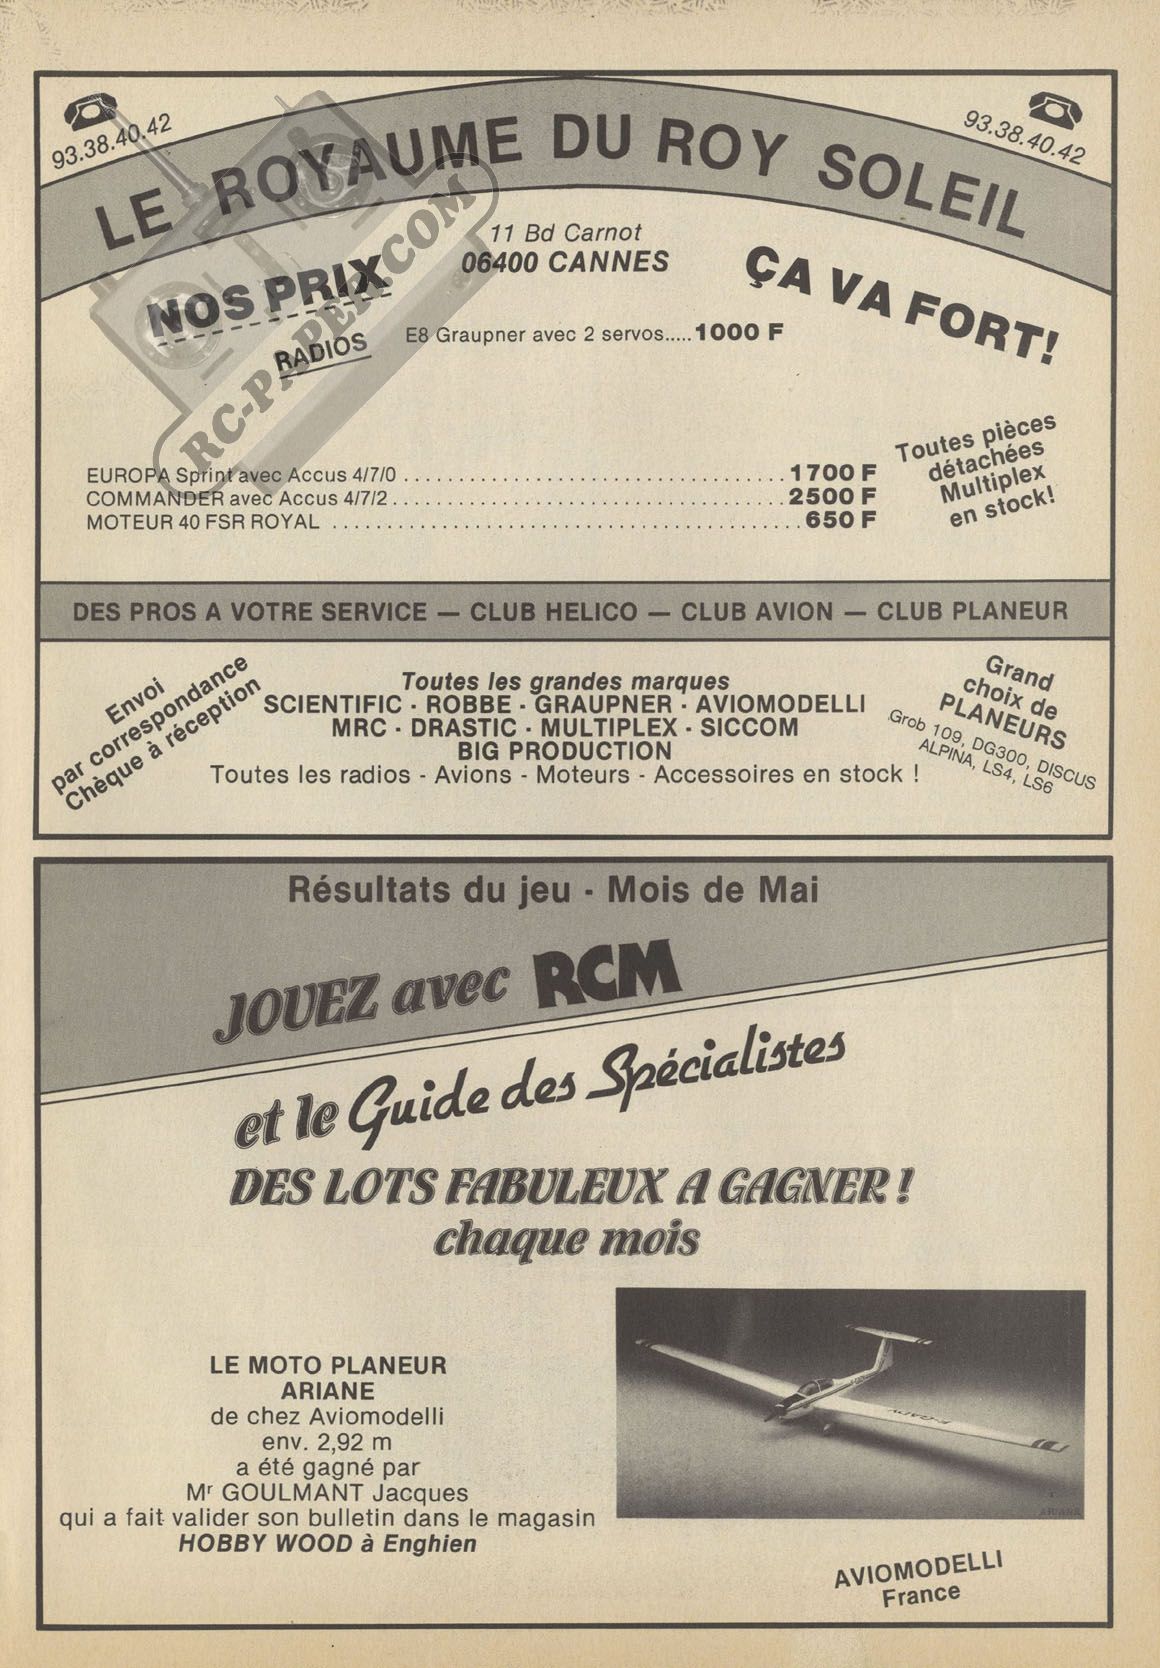 93.38.40.42
93.38.40.42
LE ROYAUME DU ROY SOLEIL
11 Bd Carnot
06400 CANNES
NOS PRIX
RADIOS
ÇA VA FORT!
E8 Graupner avec 2 servos.....1000 F
RC-PAPER.COM
EUROPA Sprint avec Accus 4/7/0 ........................................ 1700 F
COMMANDER avec Accus 4/7/2 ........................................ 2500 F
MOTEUR 40 FSR ROYAL ................................................ 650 F
Toutes pièces
détachées
Multiplex
en stock!
DES PROS A VOTRE SERVICE — CLUB HELICO — CLUB AVION — CLUB PLANEUR
Envoi
par correspondance
Chèque à réception
Toutes les grandes marques
SCIENTIFIC - ROBBE - GRAUPNER - AVIOMODELLI
MRC - DRASTIC - MULTIPLEX - SICCOM
BIG PRODUCTION
Toutes les radios - Avions - Moteurs - Accessoires en stock !
Grand
choix de
PLANEURS
Grob 109, DG300, DISCUS
ALPINA, LS4, LS6
Résultats du jeu - Mois de Mai
JOUEZ avec RCM
et le Guide des Spécialistes
DES LOTS FABULEUX A GAGNER !
chaque mois
LE MOTO PLANEUR
ARIANE
de chez Aviomodelli
env. 2,92 m
a été gagné par
Mr GOULMANT Jacques
qui a fait valider son bulletin dans le magasin
HOBBY WOOD à Enghien
F-GADV
ARIANE
AVIOMODELLI
France